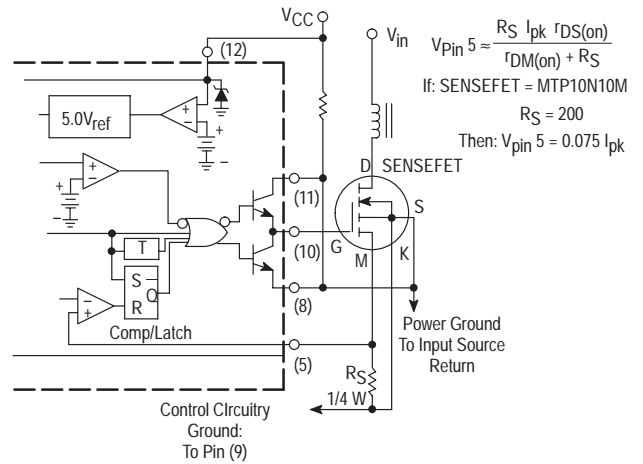 VCC
Vin
(12)
VPin 5 ≈ RS Ipk rDS(on)
rDM(on) + RS
If: SENSEFET = MTP10N10M
RS = 200
Then: Vpin 5 = 0.075 Ipk
5.0Vref
+
–
+
–
+
–
+
–
D SENSEFET
(11)
S
(10)
G
M
K
T
S
Q
R
(8)
–
+
Comp/Latch
(5)
Power Ground
To Input Source
Return
RS
1/4 W
Control CIrcuitry
Ground:
To Pin (9)